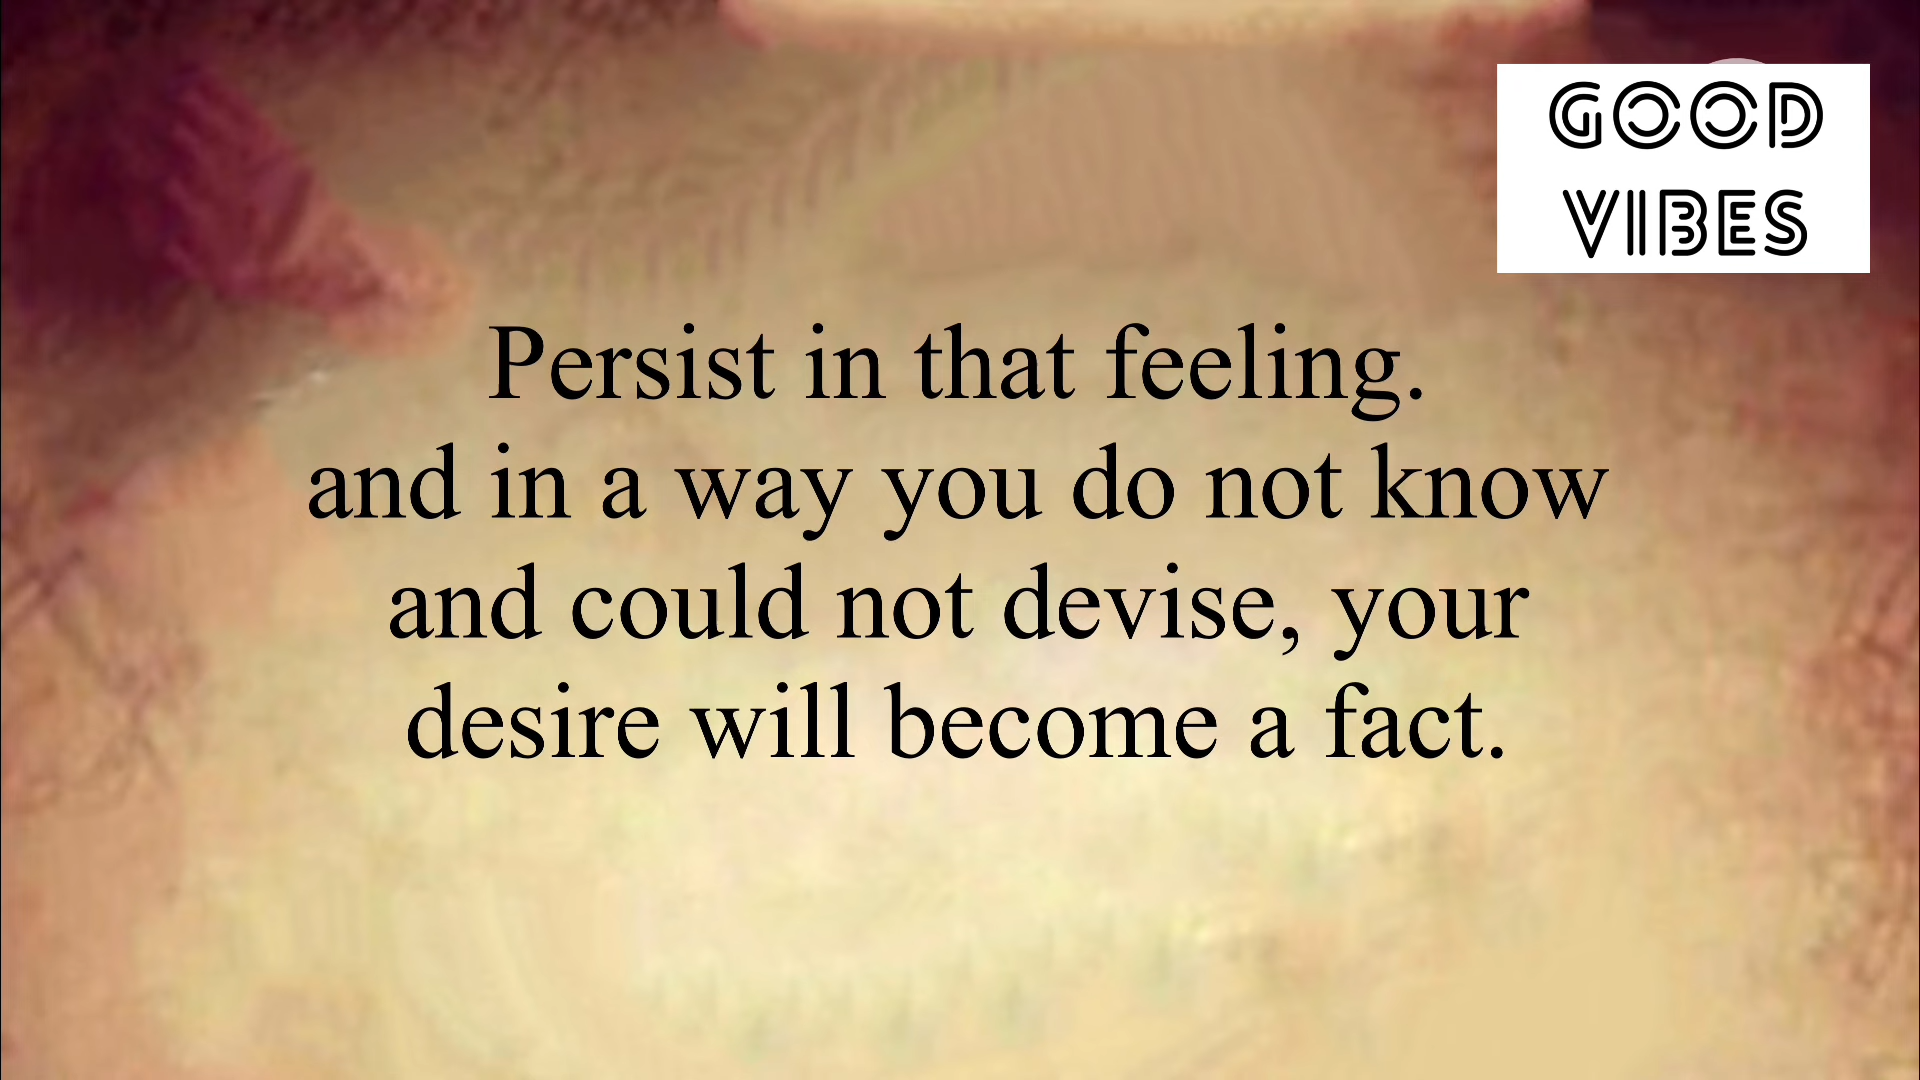 GOOD
VIBES
Persist in that feeling.
and in a way you do not know
and could not devise, your
desire will become a fact.